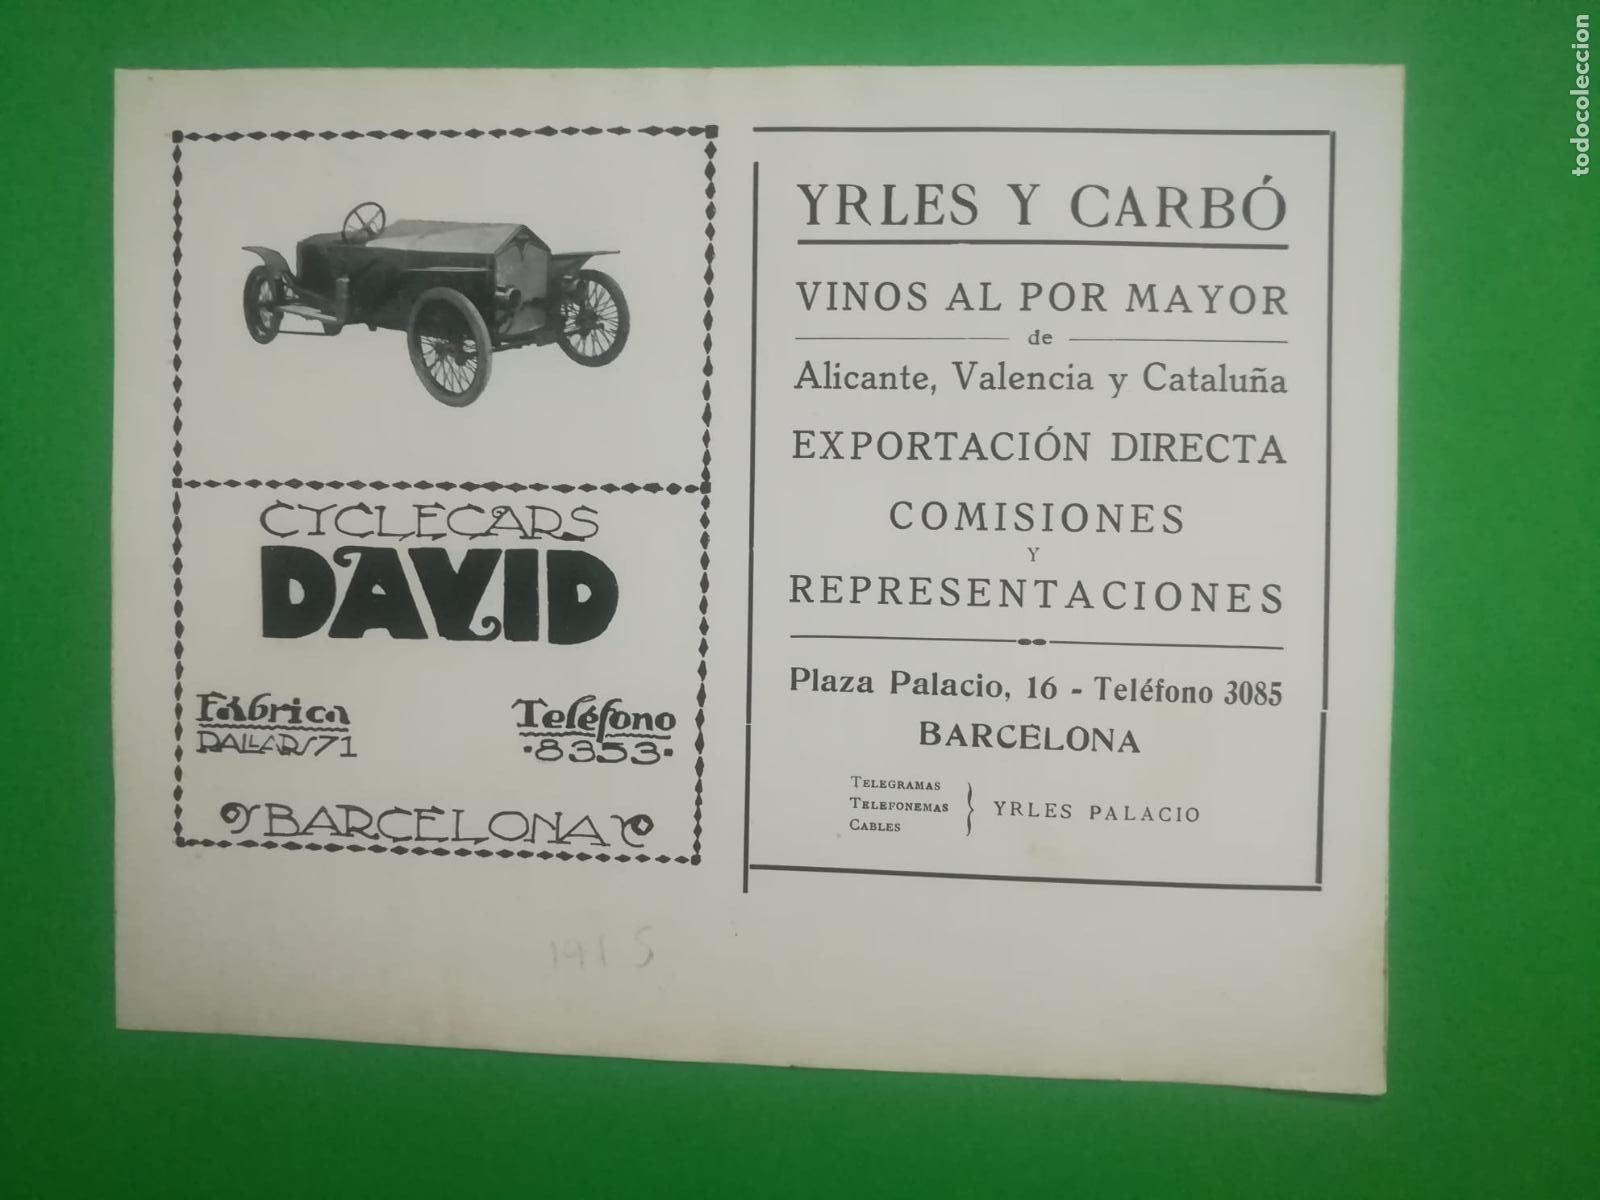 CYCLECARS
DAVID
Fábrica
PALLARS 71
Teléfono
·8353·
BARCELONA
YRLES Y CARBÓ
VINOS AL POR MAYOR
de
Alicante, Valencia y Cataluña
EXPORTACIÓN DIRECTA
COMISIONES
Y
REPRESENTACIONES
Plaza Palacio, 16 - Teléfono 3085
BARCELONA
TELEGRAMAS
TELEFONEMAS
CABLES
} YRLES PALACIO
1915
todocoleccion